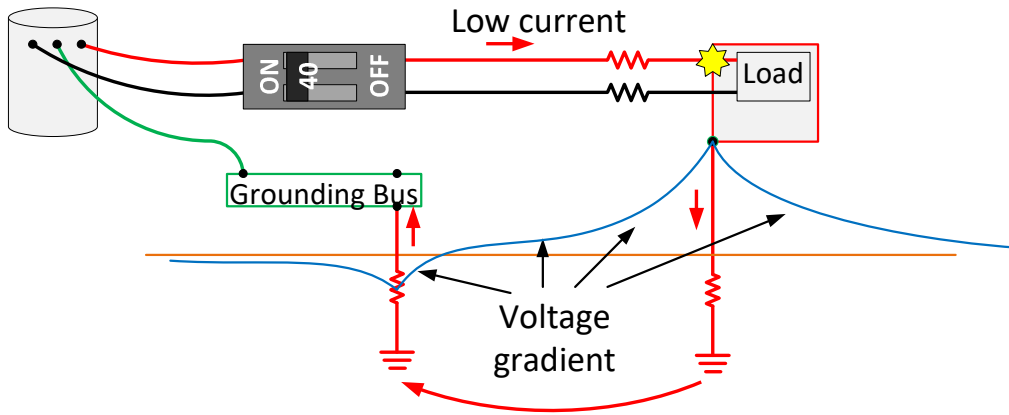 Low current
ON
40
OFF
Load
Grounding Bus
Voltage
gradient